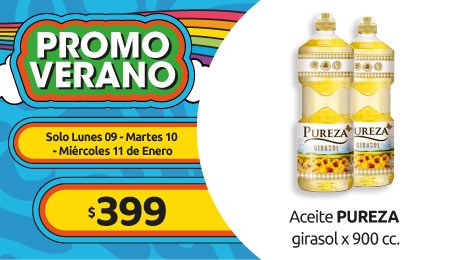 PROMO
VERANO
Solo Lunes 09 - Martes 10
- Miércoles 11 de Enero
$399
PUREZA
GIRASOL
PUREZA
GIRASOL
Aceite PUREZA
girasol x 900 cc.